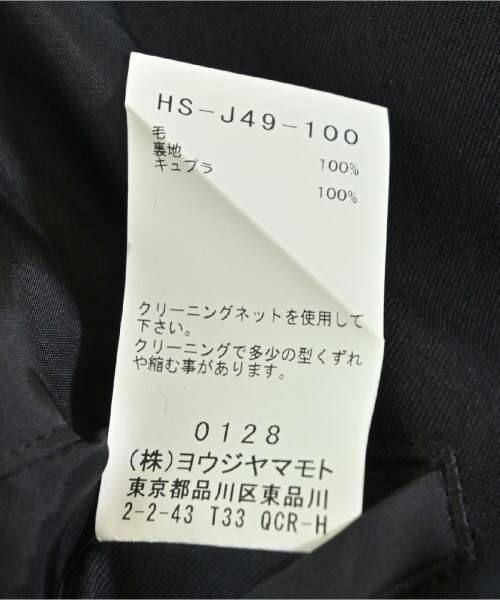 HS-J49-100
毛 100%
裏地
キュプラ 100%
クリーニングネットを使用して
下さい。
クリーニングで多少の型くずれ
や縮む事があります。
0128
(株)ヨウジヤマモト
東京都品川区東品川
2-2-43 T33 QCR-H